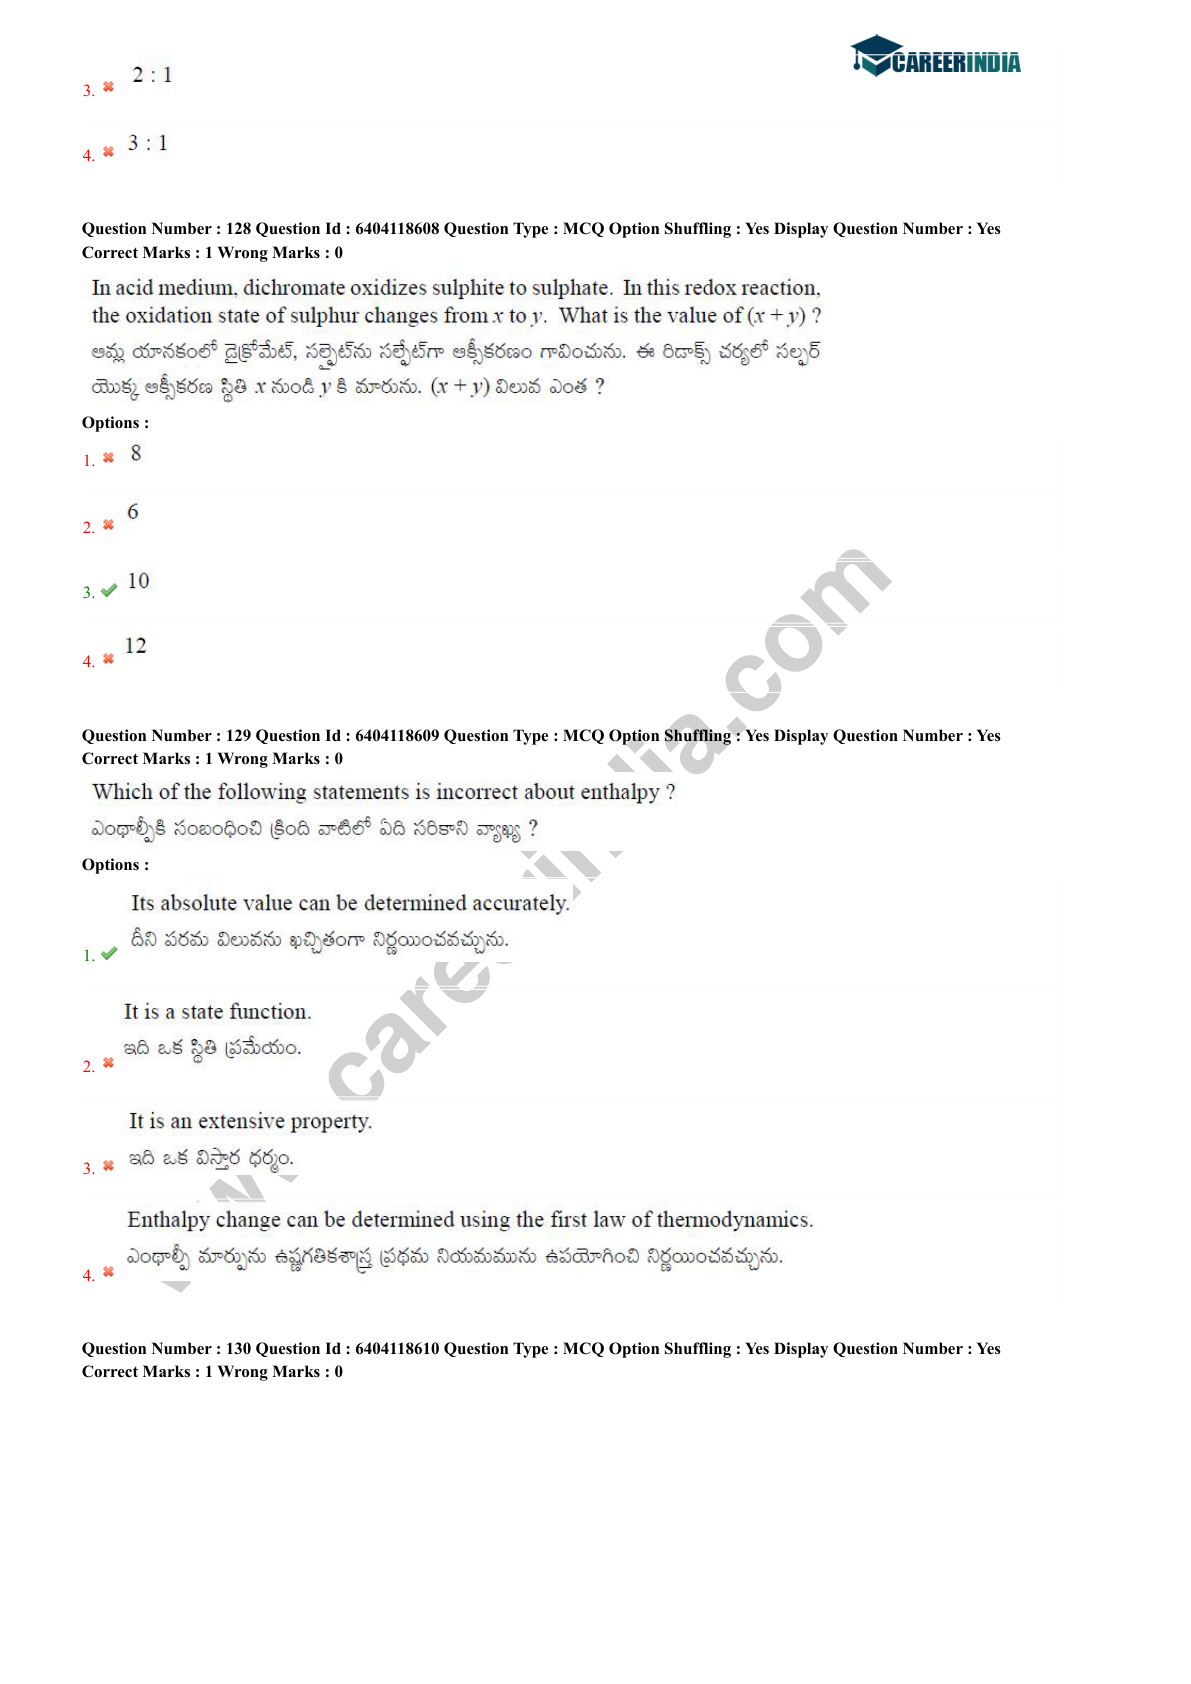 CAREERINDIA
3. 2 : 1
4. 3 : 1
Question Number : 128 Question Id : 6404118608 Question Type : MCQ Option Shuffling : Yes Display Question Number : Yes
Correct Marks : 1 Wrong Marks : 0
In acid medium, dichromate oxidizes sulphite to sulphate. In this redox reaction,
the oxidation state of sulphur changes from x to y. What is the value of (x + y) ?
ఆమ్ల యానకంలో డైక్రోమేట్, సల్ఫైట్‌ను సల్ఫేట్‌గా ఆక్సీకరణం గావించును. ఈ రిడాక్స్ చర్యలో సల్ఫర్
యొక్క ఆక్సీకరణ స్థితి x నుండి y కి మారును. (x + y) విలువ ఎంత ?
Options :
1. 8
2. 6
3. 10
4. 12
Question Number : 129 Question Id : 6404118609 Question Type : MCQ Option Shuffling : Yes Display Question Number : Yes
Correct Marks : 1 Wrong Marks : 0
Which of the following statements is incorrect about enthalpy ?
ఎంథాల్పీకి సంబంధించి క్రింది వాటిలో ఏది సరికాని వ్యాఖ్య ?
Options :
Its absolute value can be determined accurately.
1. దీని పరమ విలువను ఖచ్చితంగా నిర్ణయించవచ్చును.
It is a state function.
2. ఇది ఒక స్థితి ప్రమేయం.
It is an extensive property.
3. ఇది ఒక విస్తార ధర్మం.
Enthalpy change can be determined using the first law of thermodynamics.
4. ఎంథాల్పీ మార్పును ఉష్ణగతికశాస్త్ర ప్రథమ నియమమును ఉపయోగించి నిర్ణయించవచ్చును.
Question Number : 130 Question Id : 6404118610 Question Type : MCQ Option Shuffling : Yes Display Question Number : Yes
Correct Marks : 1 Wrong Marks : 0